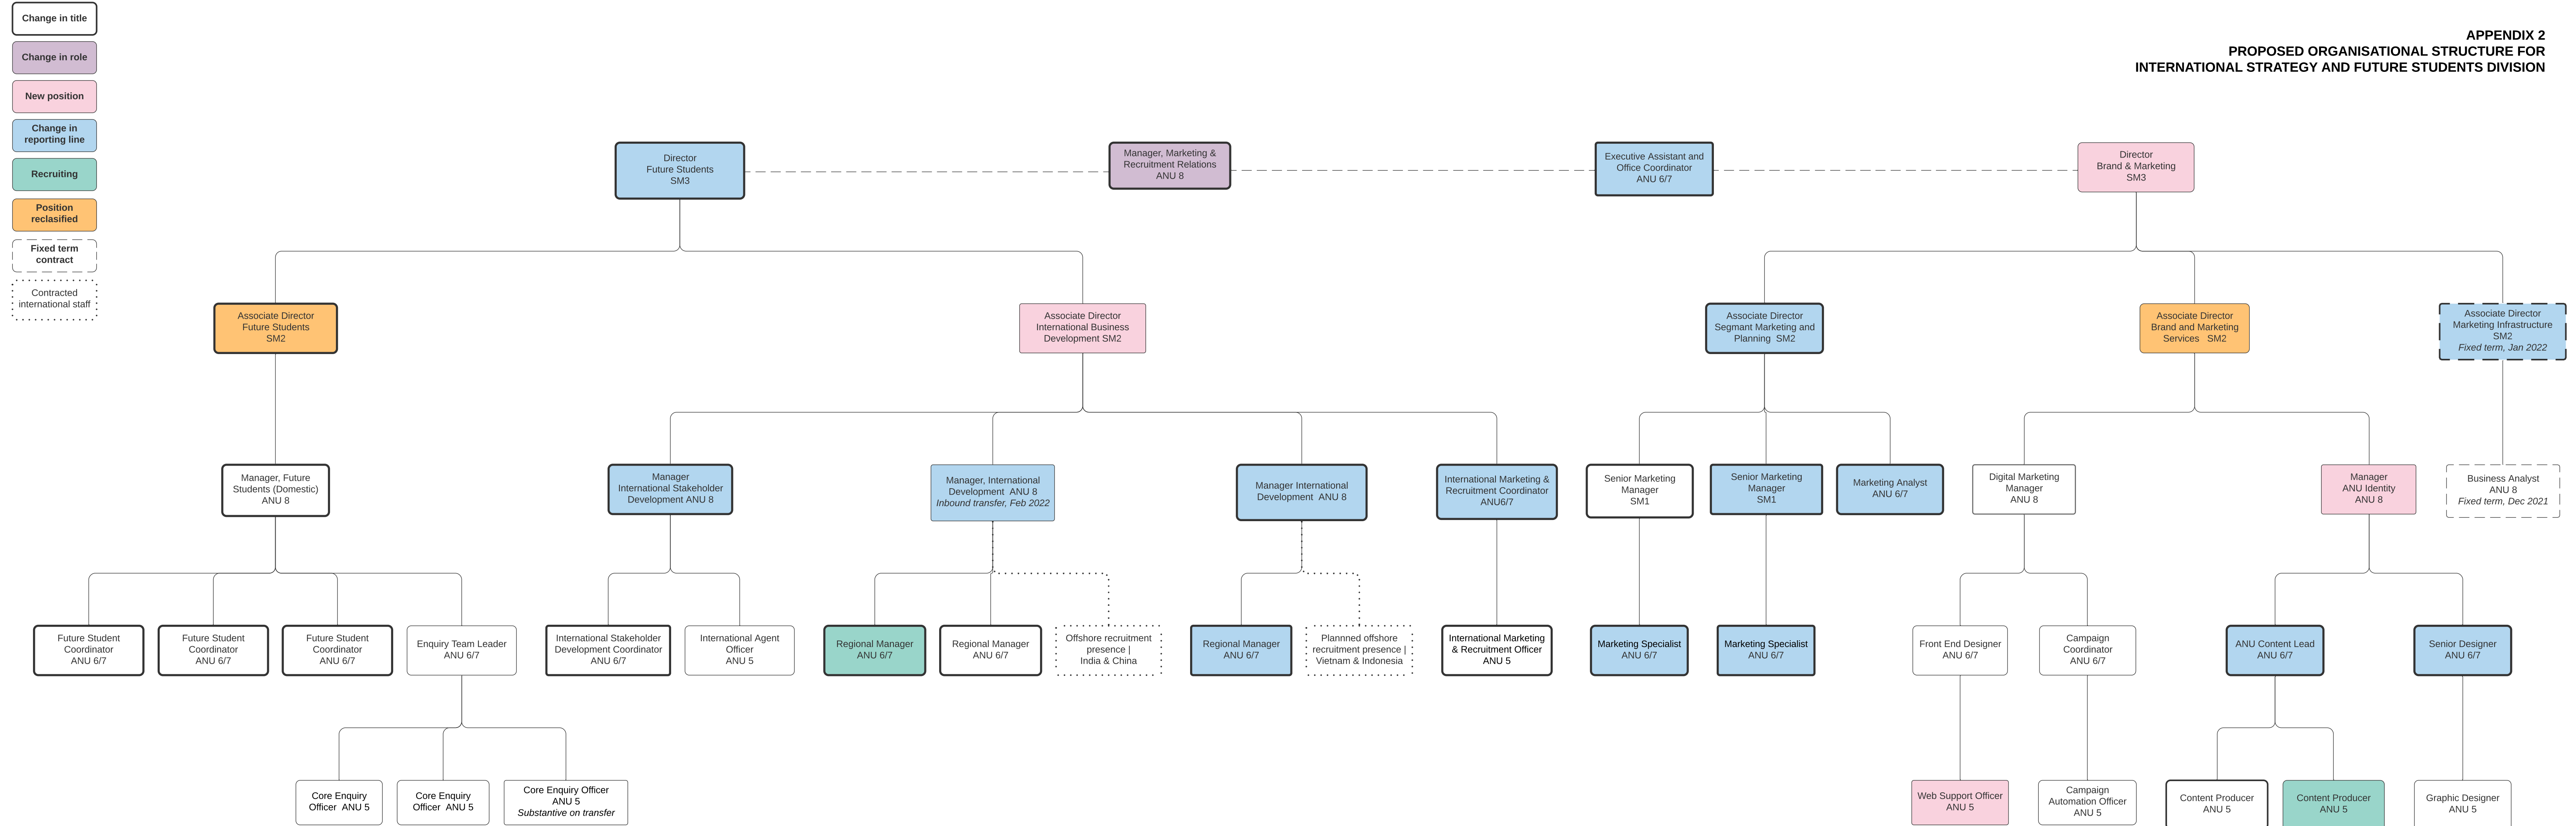 Change in title
Change in role
New position
Change in
reporting line
Recruiting
Position
reclasified
Fixed term
contract
Contracted
international staff
APPENDIX 2
PROPOSED ORGANISATIONAL STRUCTURE FOR
INTERNATIONAL STRATEGY AND FUTURE STUDENTS DIVISION
Director
Future Students
SM3
Manager, Marketing &
Recruitment Relations
ANU 8
Executive Assistant and
Office Coordinator
ANU 6/7
Director
Brand & Marketing
SM3
Associate Director
Future Students
SM2
Associate Director
International Business
Development SM2
Associate Director
Segmant Marketing and
Planning SM2
Associate Director
Brand and Marketing
Services SM2
Associate Director
Marketing Infrastructure
SM2
Fixed term, Jan 2022
Manager, Future
Students (Domestic)
ANU 8
Manager
International Stakeholder
Development ANU 8
Manager, International
Development ANU 8
Inbound transfer, Feb 2022
Manager International
Development ANU 8
International Marketing &
Recruitment Coordinator
ANU6/7
Senior Marketing
Manager
SM1
Senior Marketing
Manager
SM1
Marketing Analyst
ANU 6/7
Digital Marketing
Manager
ANU 8
Manager
ANU Identity
ANU 8
Business Analyst
ANU 8
Fixed term, Dec 2021
Future Student
Coordinator
ANU 6/7
Future Student
Coordinator
ANU 6/7
Future Student
Coordinator
ANU 6/7
Enquiry Team Leader
ANU 6/7
International Stakeholder
Development Coordinator
ANU 6/7
International Agent
Officer
ANU 5
Regional Manager
ANU 6/7
Regional Manager
ANU 6/7
Offshore recruitment
presence |
India & China
Regional Manager
ANU 6/7
Plannned offshore
recruitment presence |
Vietnam & Indonesia
International Marketing
& Recruitment Officer
ANU 5
Marketing Specialist
ANU 6/7
Marketing Specialist
ANU 6/7
Front End Designer
ANU 6/7
Campaign
Coordinator
ANU 6/7
ANU Content Lead
ANU 6/7
Senior Designer
ANU 6/7
Core Enquiry
Officer ANU 5
Core Enquiry
Officer ANU 5
Core Enquiry Officer
ANU 5
Substantive on transfer
Web Support Officer
ANU 5
Campaign
Automation Officer
ANU 5
Content Producer
ANU 5
Content Producer
ANU 5
Graphic Designer
ANU 5